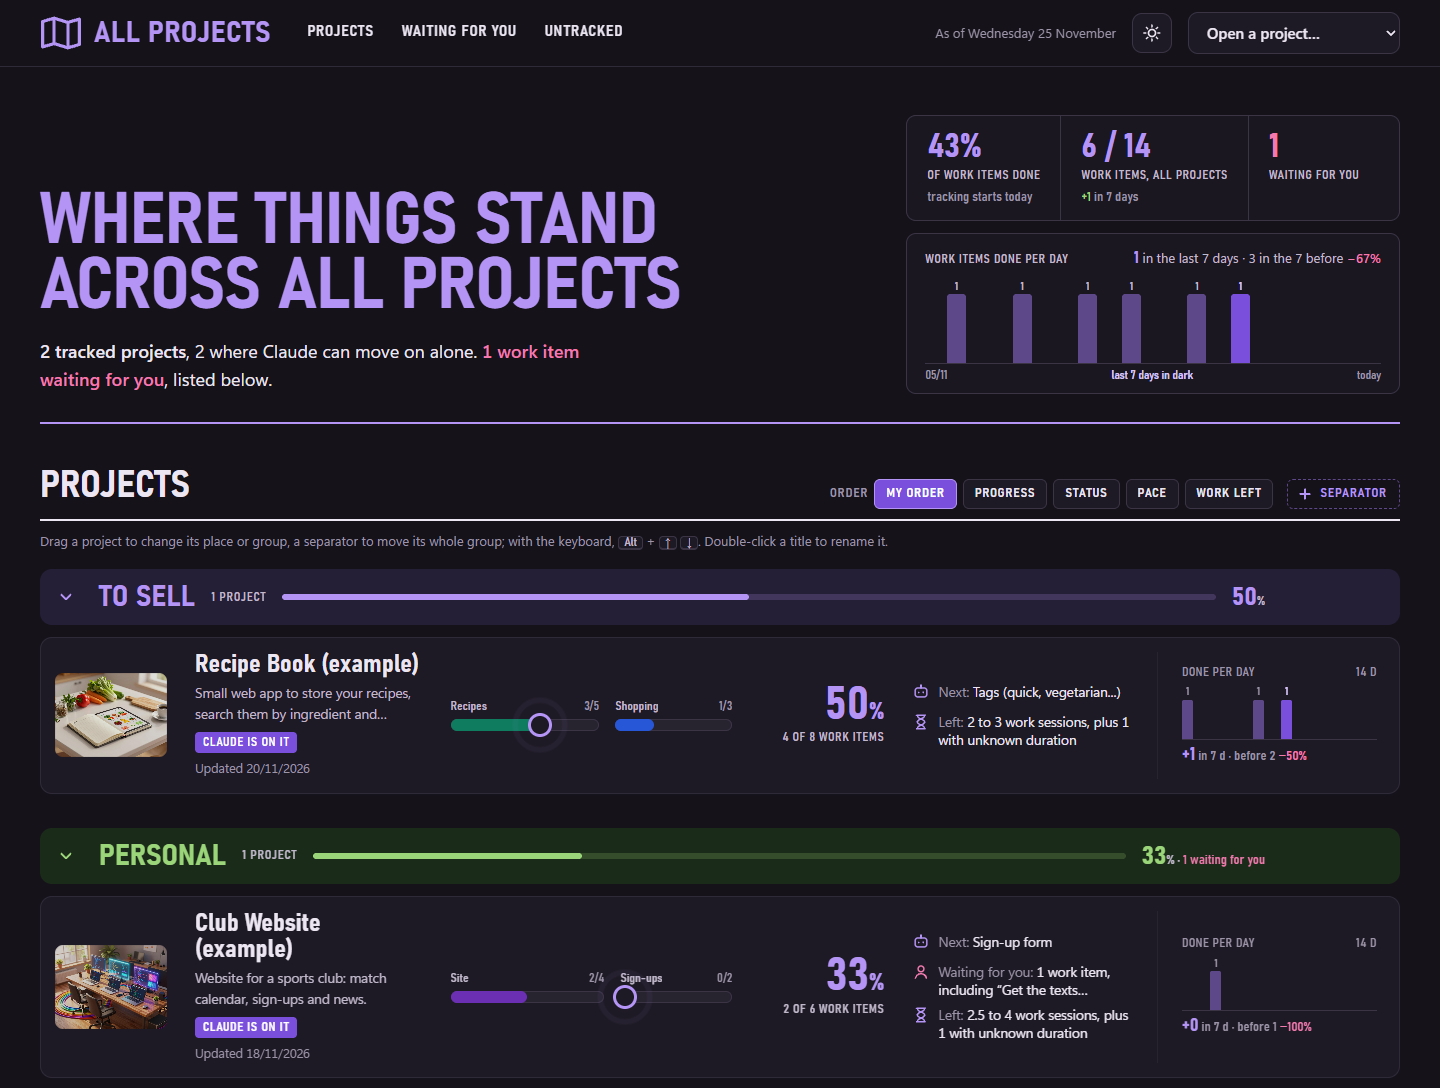 ALL PROJECTS
PROJECTS
WAITING FOR YOU
UNTRACKED
As of Wednesday 25 November
Open a project...
WHERE THINGS STAND
ACROSS ALL PROJECTS
2 tracked projects, 2 where Claude can move on alone. 1 work item
waiting for you, listed below.
43%
OF WORK ITEMS DONE
tracking starts today
6 / 14
WORK ITEMS, ALL PROJECTS
+1 in 7 days
1
WAITING FOR YOU
WORK ITEMS DONE PER DAY
1 in the last 7 days · 3 in the 7 before −67%
1 1 1 1 1 1
05/11
last 7 days in dark
today
PROJECTS
ORDER
MY ORDER
PROGRESS
STATUS
PACE
WORK LEFT
+ SEPARATOR
Drag a project to change its place or group, a separator to move its whole group; with the keyboard, Alt + ↑ ↓. Double-click a title to rename it.
TO SELL
1 PROJECT
50%
Recipe Book (example)
Small web app to store your recipes,
search them by ingredient and...
CLAUDE IS ON IT
Updated 20/11/2026
Recipes 3/5
Shopping 1/3
50%
4 OF 8 WORK ITEMS
Next: Tags (quick, vegetarian...)
Left: 2 to 3 work sessions, plus 1
with unknown duration
DONE PER DAY
14 D
1 1 1
+1 in 7 d · before 2 −50%
PERSONAL
1 PROJECT
33% · 1 waiting for you
Club Website
(example)
Website for a sports club: match
calendar, sign-ups and news.
CLAUDE IS ON IT
Updated 18/11/2026
Site 2/4
Sign-ups 0/2
33%
2 OF 6 WORK ITEMS
Next: Sign-up form
Waiting for you: 1 work item,
including “Get the texts...
Left: 2.5 to 4 work sessions, plus
1 with unknown duration
DONE PER DAY
14 D
1
+0 in 7 d · before 1 −100%